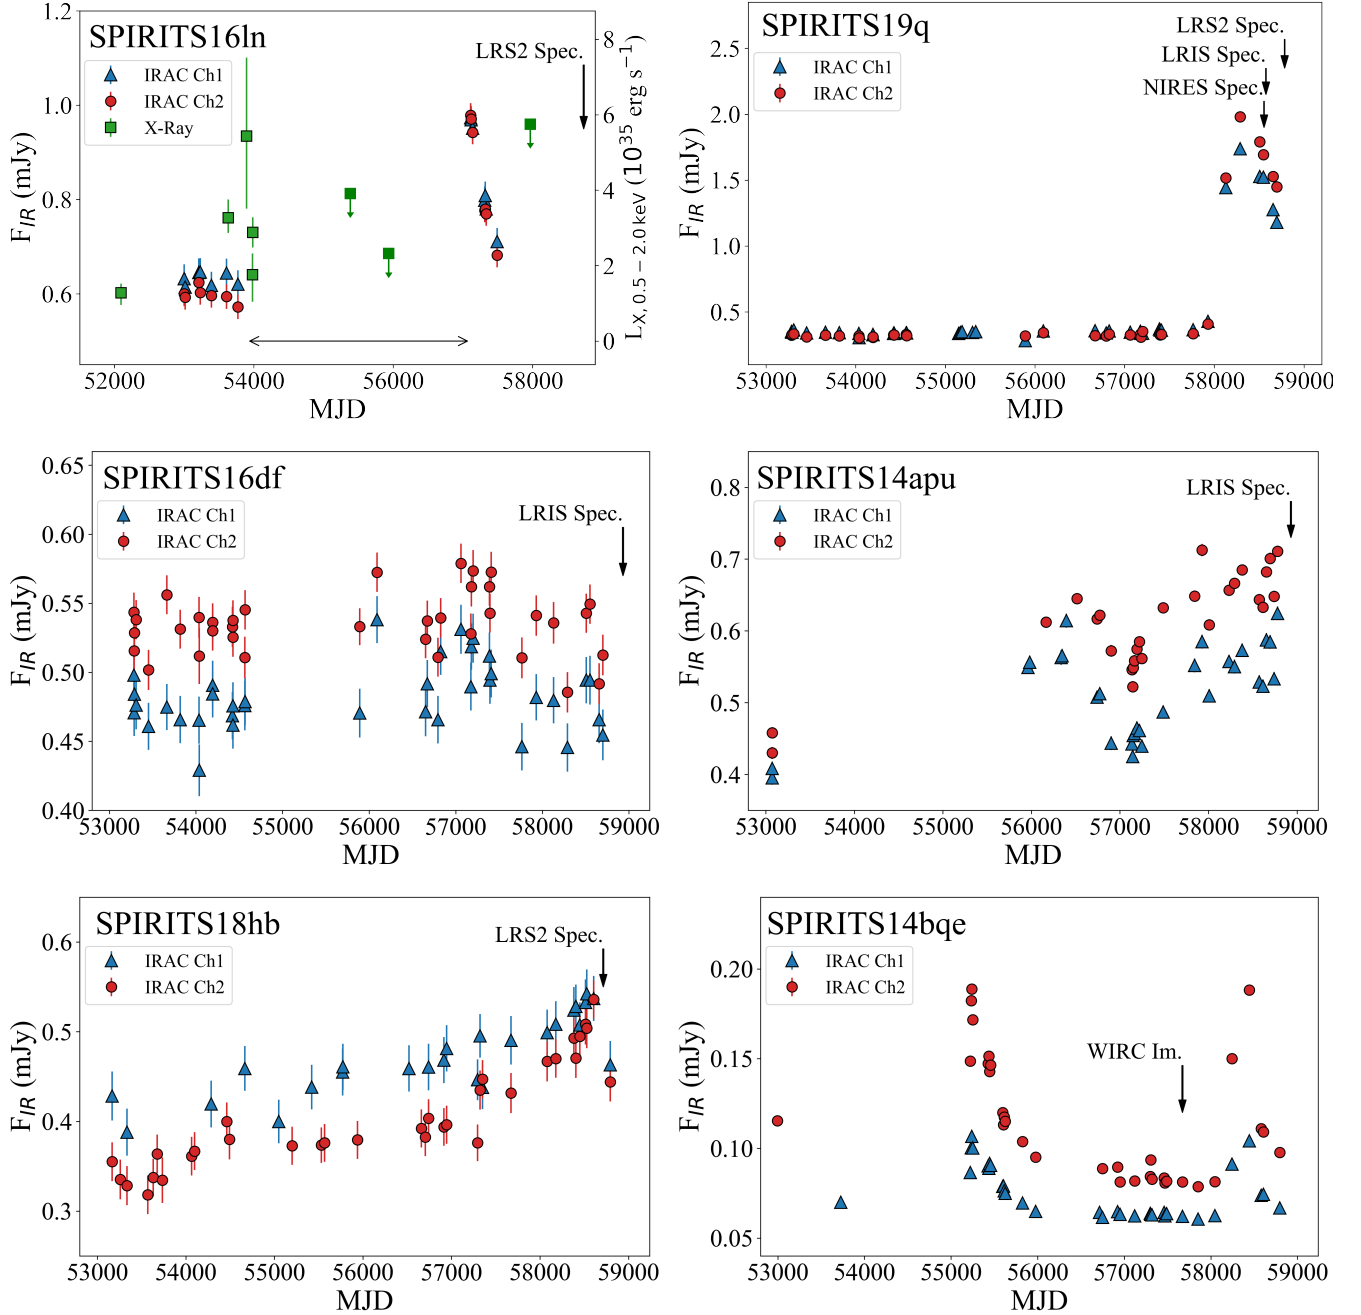 SPIRITS16ln
IRAC Ch1
IRAC Ch2
X-Ray
LRS2 Spec.
1.2
1.0
0.8
0.6
F_IR (mJy)
8
6
4
2
0
L_X, 0.5 − 2.0 keV (10^35 erg s^−1)
52000 54000 56000 58000
MJD
SPIRITS19q
IRAC Ch1
IRAC Ch2
LRS2 Spec.
LRIS Spec.
NIRES Spec.
2.5
2.0
1.5
1.0
0.5
F_IR (mJy)
53000 54000 55000 56000 57000 58000 59000
MJD
SPIRITS16df
IRAC Ch1
IRAC Ch2
LRIS Spec.
0.65
0.60
0.55
0.50
0.45
0.40
F_IR (mJy)
53000 54000 55000 56000 57000 58000 59000
MJD
SPIRITS14apu
IRAC Ch1
IRAC Ch2
LRIS Spec.
0.8
0.7
0.6
0.5
0.4
F_IR (mJy)
53000 54000 55000 56000 57000 58000 59000
MJD
SPIRITS18hb
IRAC Ch1
IRAC Ch2
LRS2 Spec.
0.6
0.5
0.4
0.3
F_IR (mJy)
53000 54000 55000 56000 57000 58000 59000
MJD
SPIRITS14bqe
IRAC Ch1
IRAC Ch2
WIRC Im.
0.20
0.15
0.10
0.05
F_IR (mJy)
53000 54000 55000 56000 57000 58000 59000
MJD